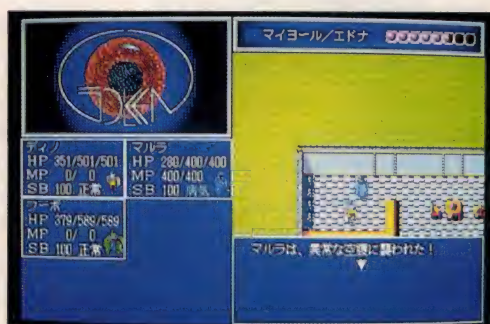 マイヨール/エドナ
ディノ
HP 351/501/501
MP 0/ 0
SB 100 正常
マルラ
HP 280/400/400
MP 400/400
SB 100 病気
HP 379/589/589
MP 0/ 0
SB 100 正常
マルラは、異常な空腹に襲われた!